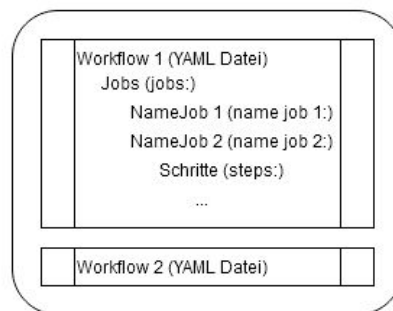 Workflow 1 (YAML Datei)
Jobs (jobs:)
NameJob 1 (name job 1:)
NameJob 2 (name job 2:)
Schritte (steps:)
...
Workflow 2 (YAML Datei)